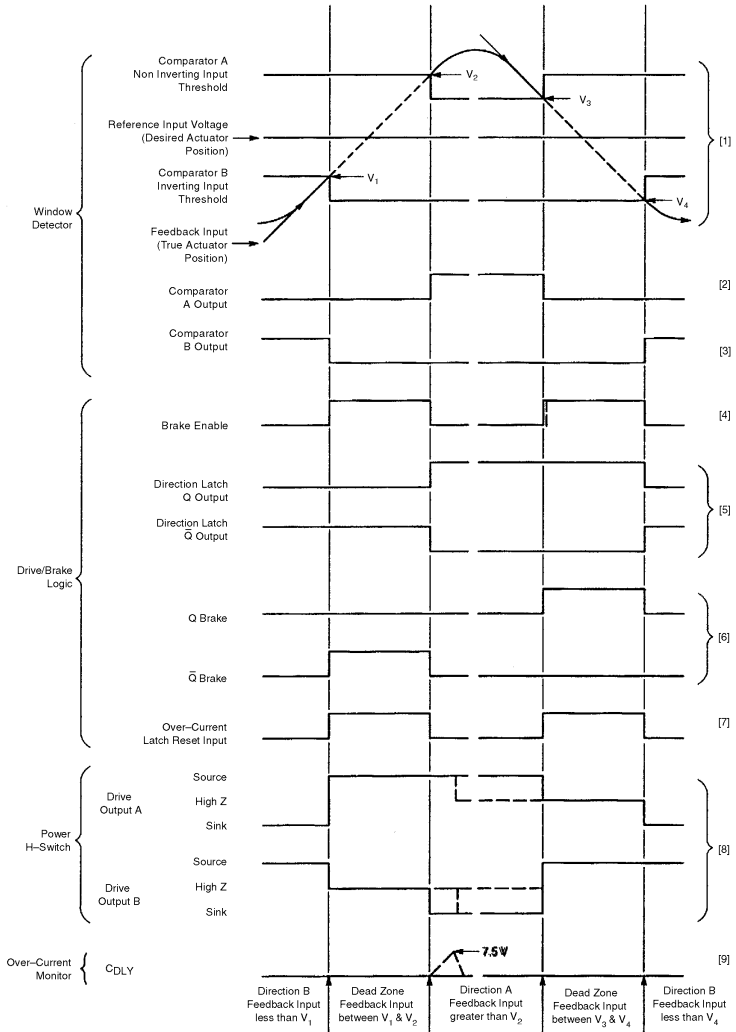 Comparator A
Non Inverting Input
Threshold
V2
V3
[1]
Reference Input Voltage
(Desired Actuator
Position)
Comparator B
Inverting Input
Threshold
V1
V4
Window
Detector
Feedback Input
(True Actuator
Position)
Comparator
A Output
[2]
Comparator
B Output
[3]
Brake Enable
[4]
Direction Latch
Q Output
[5]
Direction Latch
Q̅ Output
Drive/Brake
Logic
Q Brake
[6]
Q̅ Brake
Over–Current
Latch Reset Input
[7]
Source
Drive
Output A
High Z
Sink
Power
H–Switch
[8]
Source
Drive
Output B
High Z
Sink
Over–Current
Monitor
CDLY
7.5 V
[9]
Direction B
Feedback Input
less than V1
Dead Zone
Feedback Input
between V1 & V2
Direction A
Feedback Input
greater than V2
Dead Zone
Feedback Input
between V3 & V4
Direction B
Feedback Input
less than V4